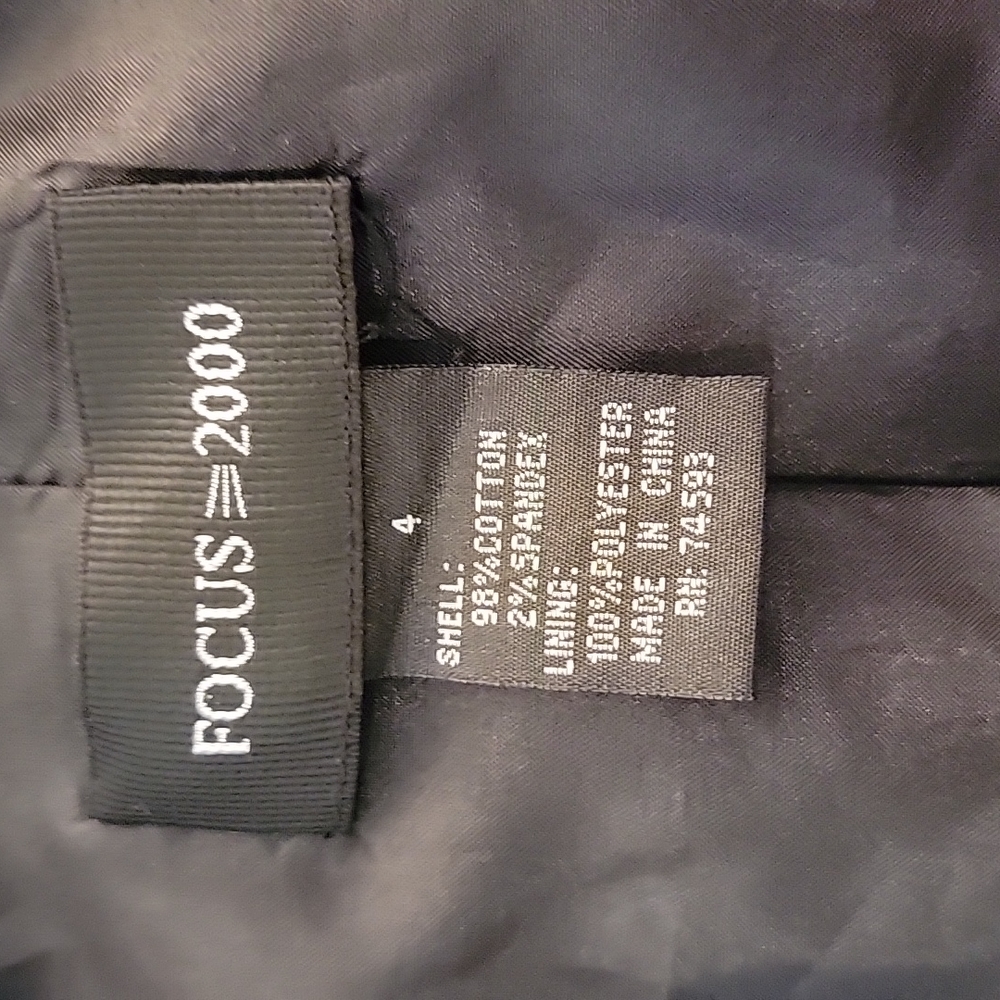 FOCUS 2000
4
SHELL:
98%COTTON
2%SPANDEX
LINING:
100%POLYESTER
MADE IN CHINA
RN: 74593